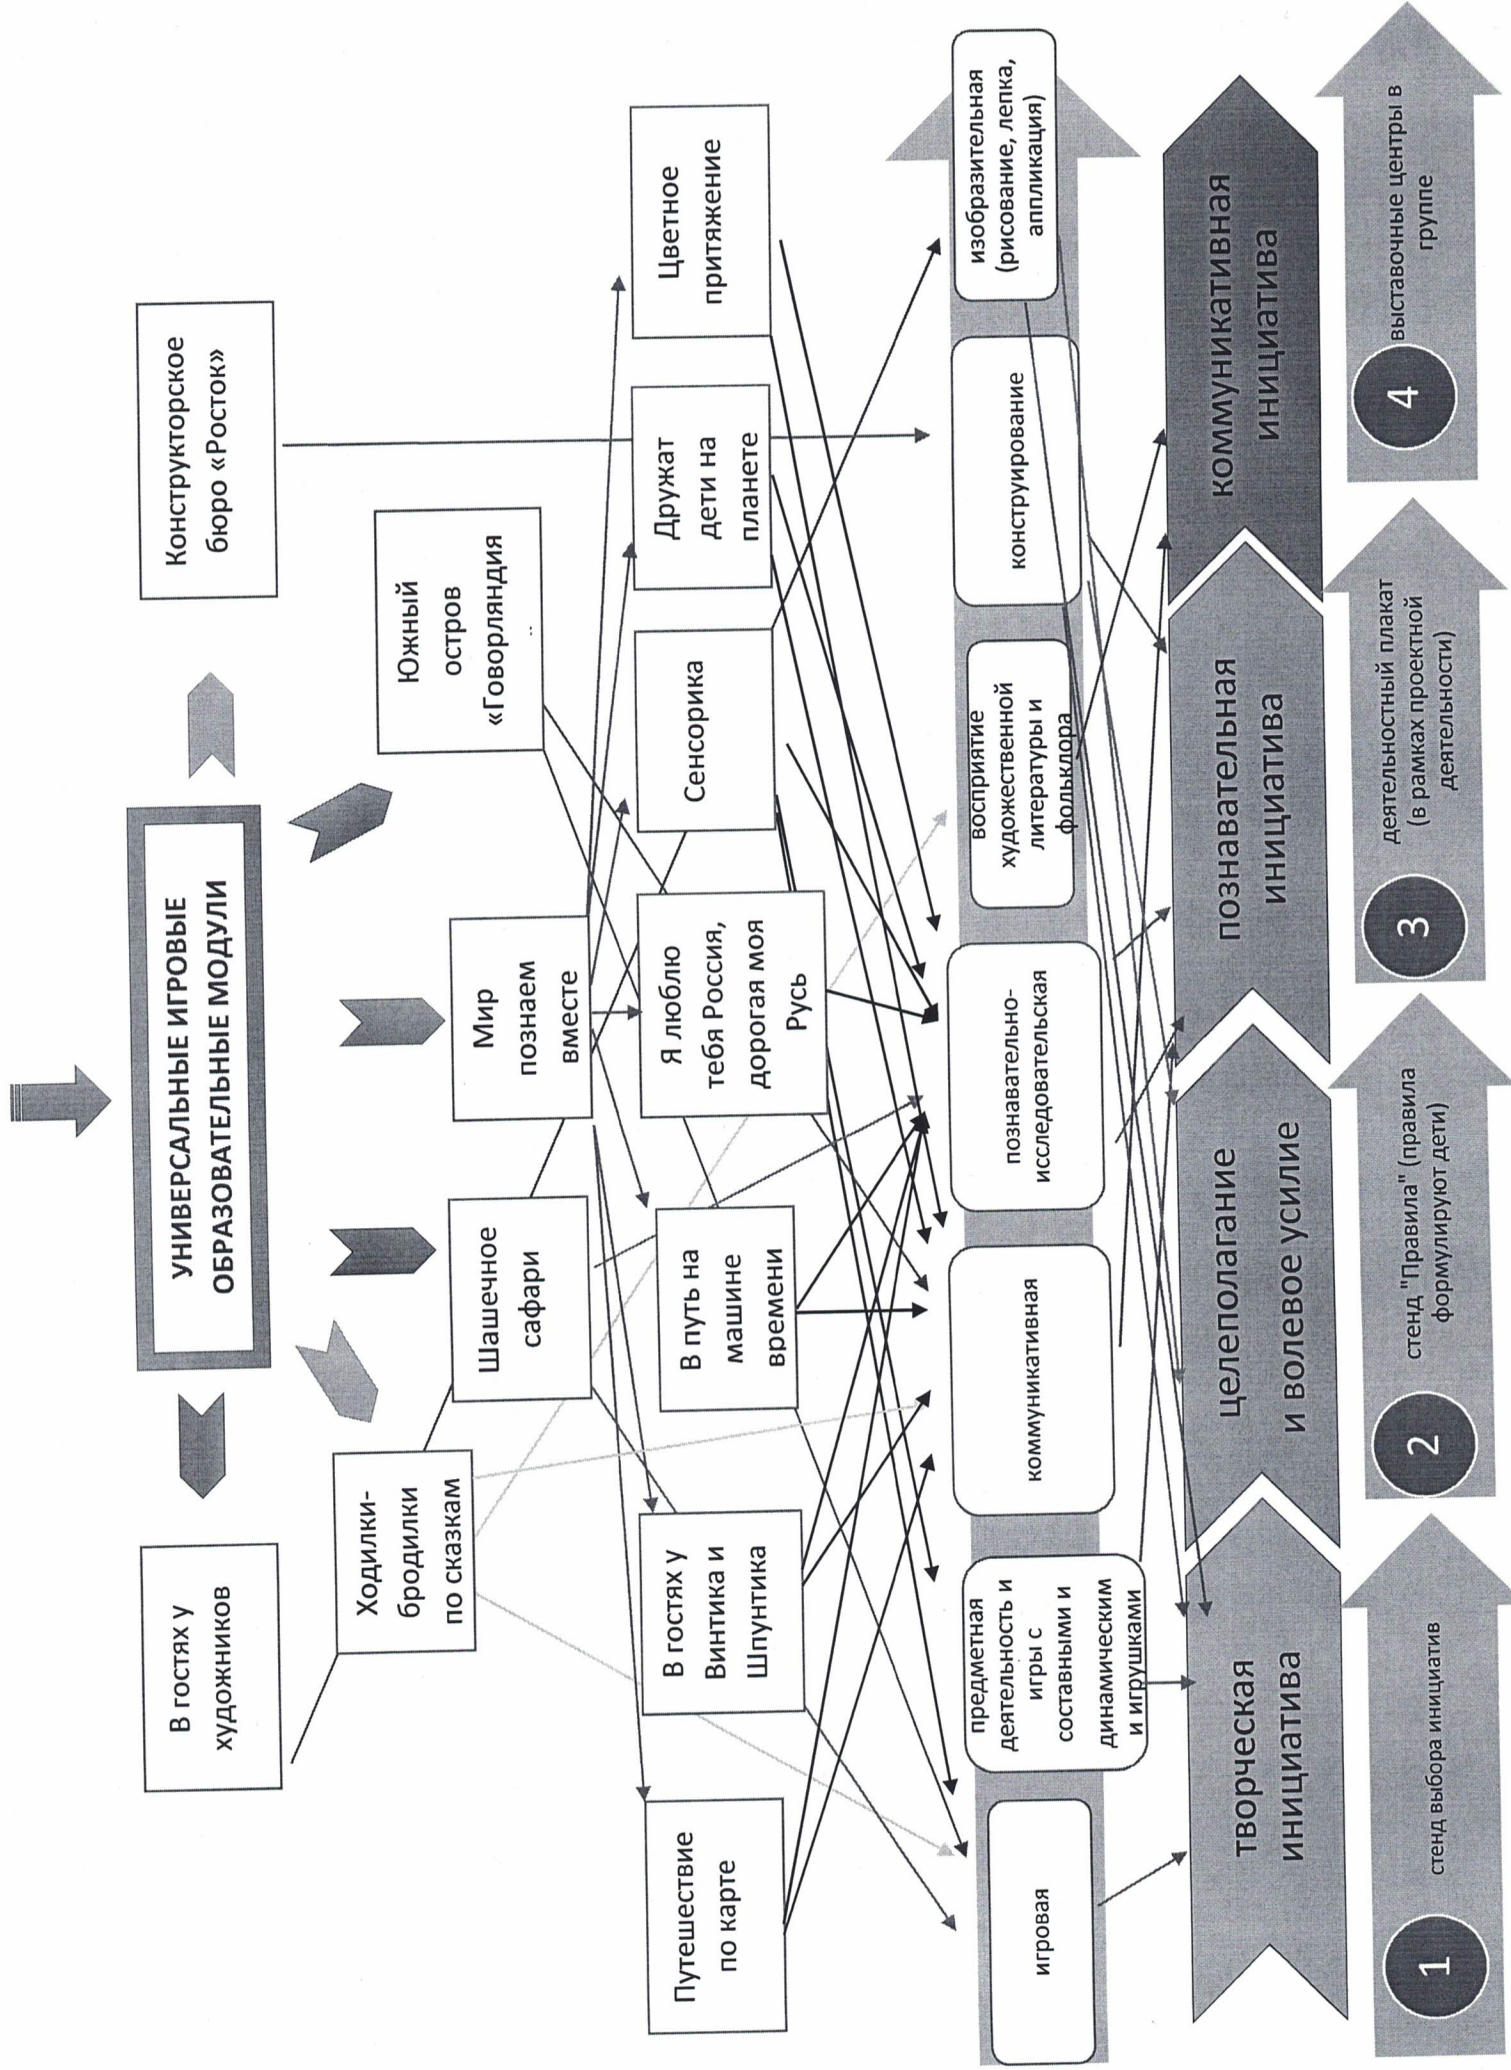 УНИВЕРСАЛЬНЫЕ ИГРОВЫЕ
ОБРАЗОВАТЕЛЬНЫЕ МОДУЛИ
В гостях у
художников
Конструкторское
бюро «Росток»
Ходилки-
бродилки
по сказкам
Шашечное
сафари
Мир
познаем
вместе
Южный
остров
«Говорляндия
..
Путешествие
по карте
В гостях у
Винтика и
Шпунтика
В путь на
машине
времени
Я люблю
тебя Россия,
дорогая моя
Русь
Сенсорика
Дружат
дети на
планете
Цветное
притяжение
игровая
предметная
деятельность и
игры с
составными и
динамическим
и игрушками
коммуникативная
познавательно-
исследовательская
восприятие
художественной
литературы и
фольклора
конструирование
изобразительная
(рисование, лепка,
аппликация)
творческая
инициатива
целеполагание
и волевое усилие
познавательная
инициатива
коммуникативная
инициатива
1
стенд выбора инициатив
2
стенд "Правила" (правила
формулируют дети)
3
деятельностный плакат
(в рамках проектной
деятельности)
4
выставочные центры в
группе